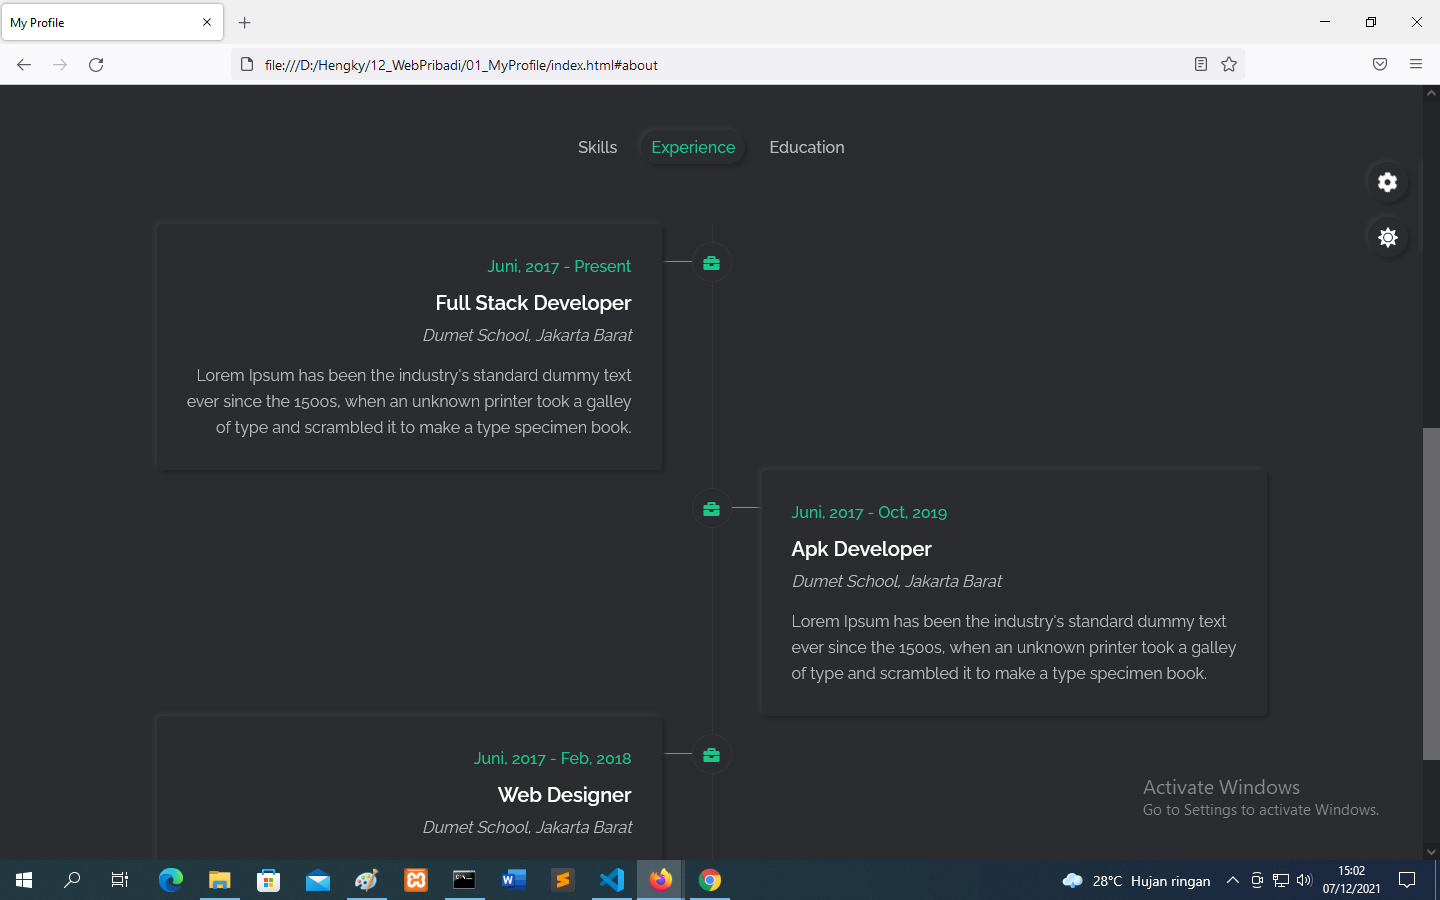 My Profile
file:///D:/Hengky/12_WebPribadi/01_MyProfile/index.html#about
Skills
Experience
Education
Juni, 2017 - Present
Full Stack Developer
Dumet School, Jakarta Barat
Lorem Ipsum has been the industry's standard dummy text
ever since the 1500s, when an unknown printer took a galley
of type and scrambled it to make a type specimen book.
Juni, 2017 - Oct, 2019
Apk Developer
Dumet School, Jakarta Barat
Lorem Ipsum has been the industry's standard dummy text
ever since the 1500s, when an unknown printer took a galley
of type and scrambled it to make a type specimen book.
Juni, 2017 - Feb, 2018
Web Designer
Dumet School, Jakarta Barat
Activate Windows
Go to Settings to activate Windows.
28°C Hujan ringan
15:02
07/12/2021